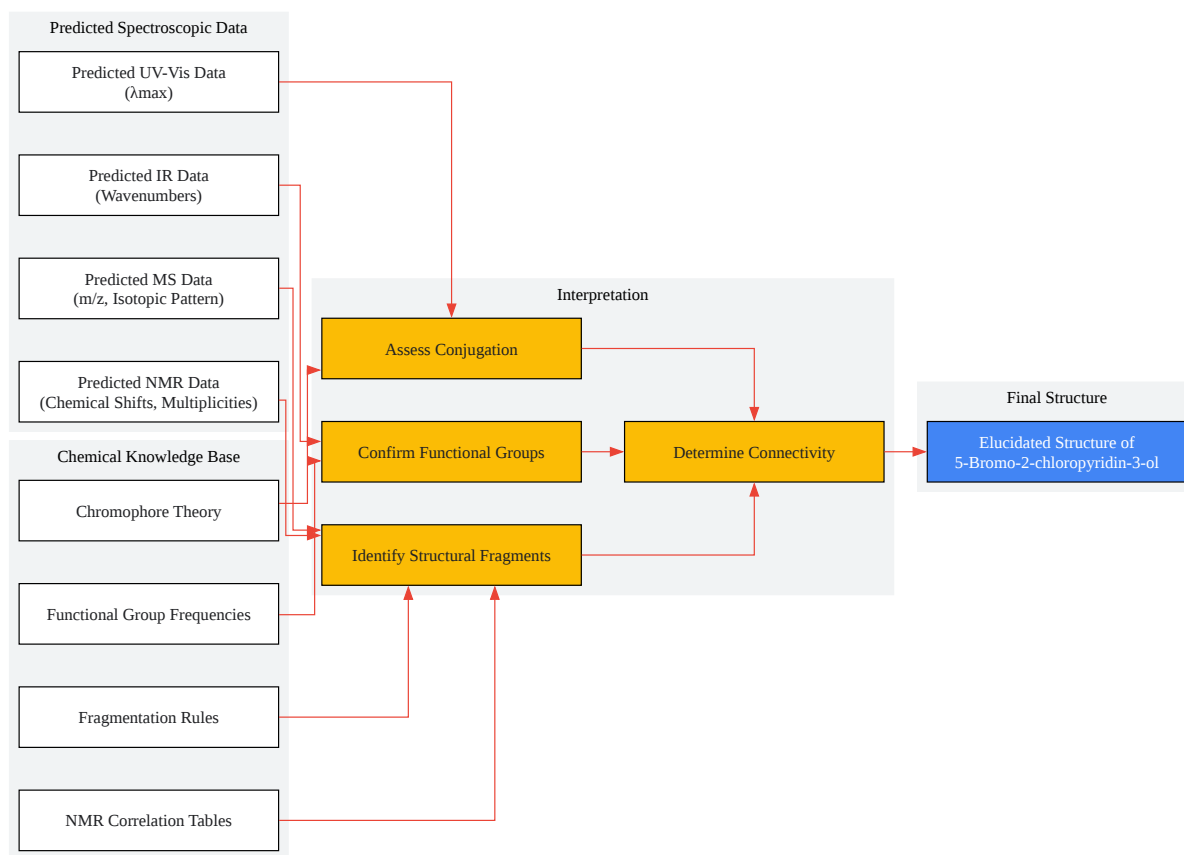 Predicted Spectroscopic Data
Predicted UV-Vis Data
(λmax)
Predicted IR Data
(Wavenumbers)
Predicted MS Data
(m/z, Isotopic Pattern)
Predicted NMR Data
(Chemical Shifts, Multiplicities)
Chemical Knowledge Base
Chromophore Theory
Functional Group Frequencies
Fragmentation Rules
NMR Correlation Tables
Interpretation
Assess Conjugation
Confirm Functional Groups
Identify Structural Fragments
Determine Connectivity
Final Structure
Elucidated Structure of
5-Bromo-2-chloropyridin-3-ol